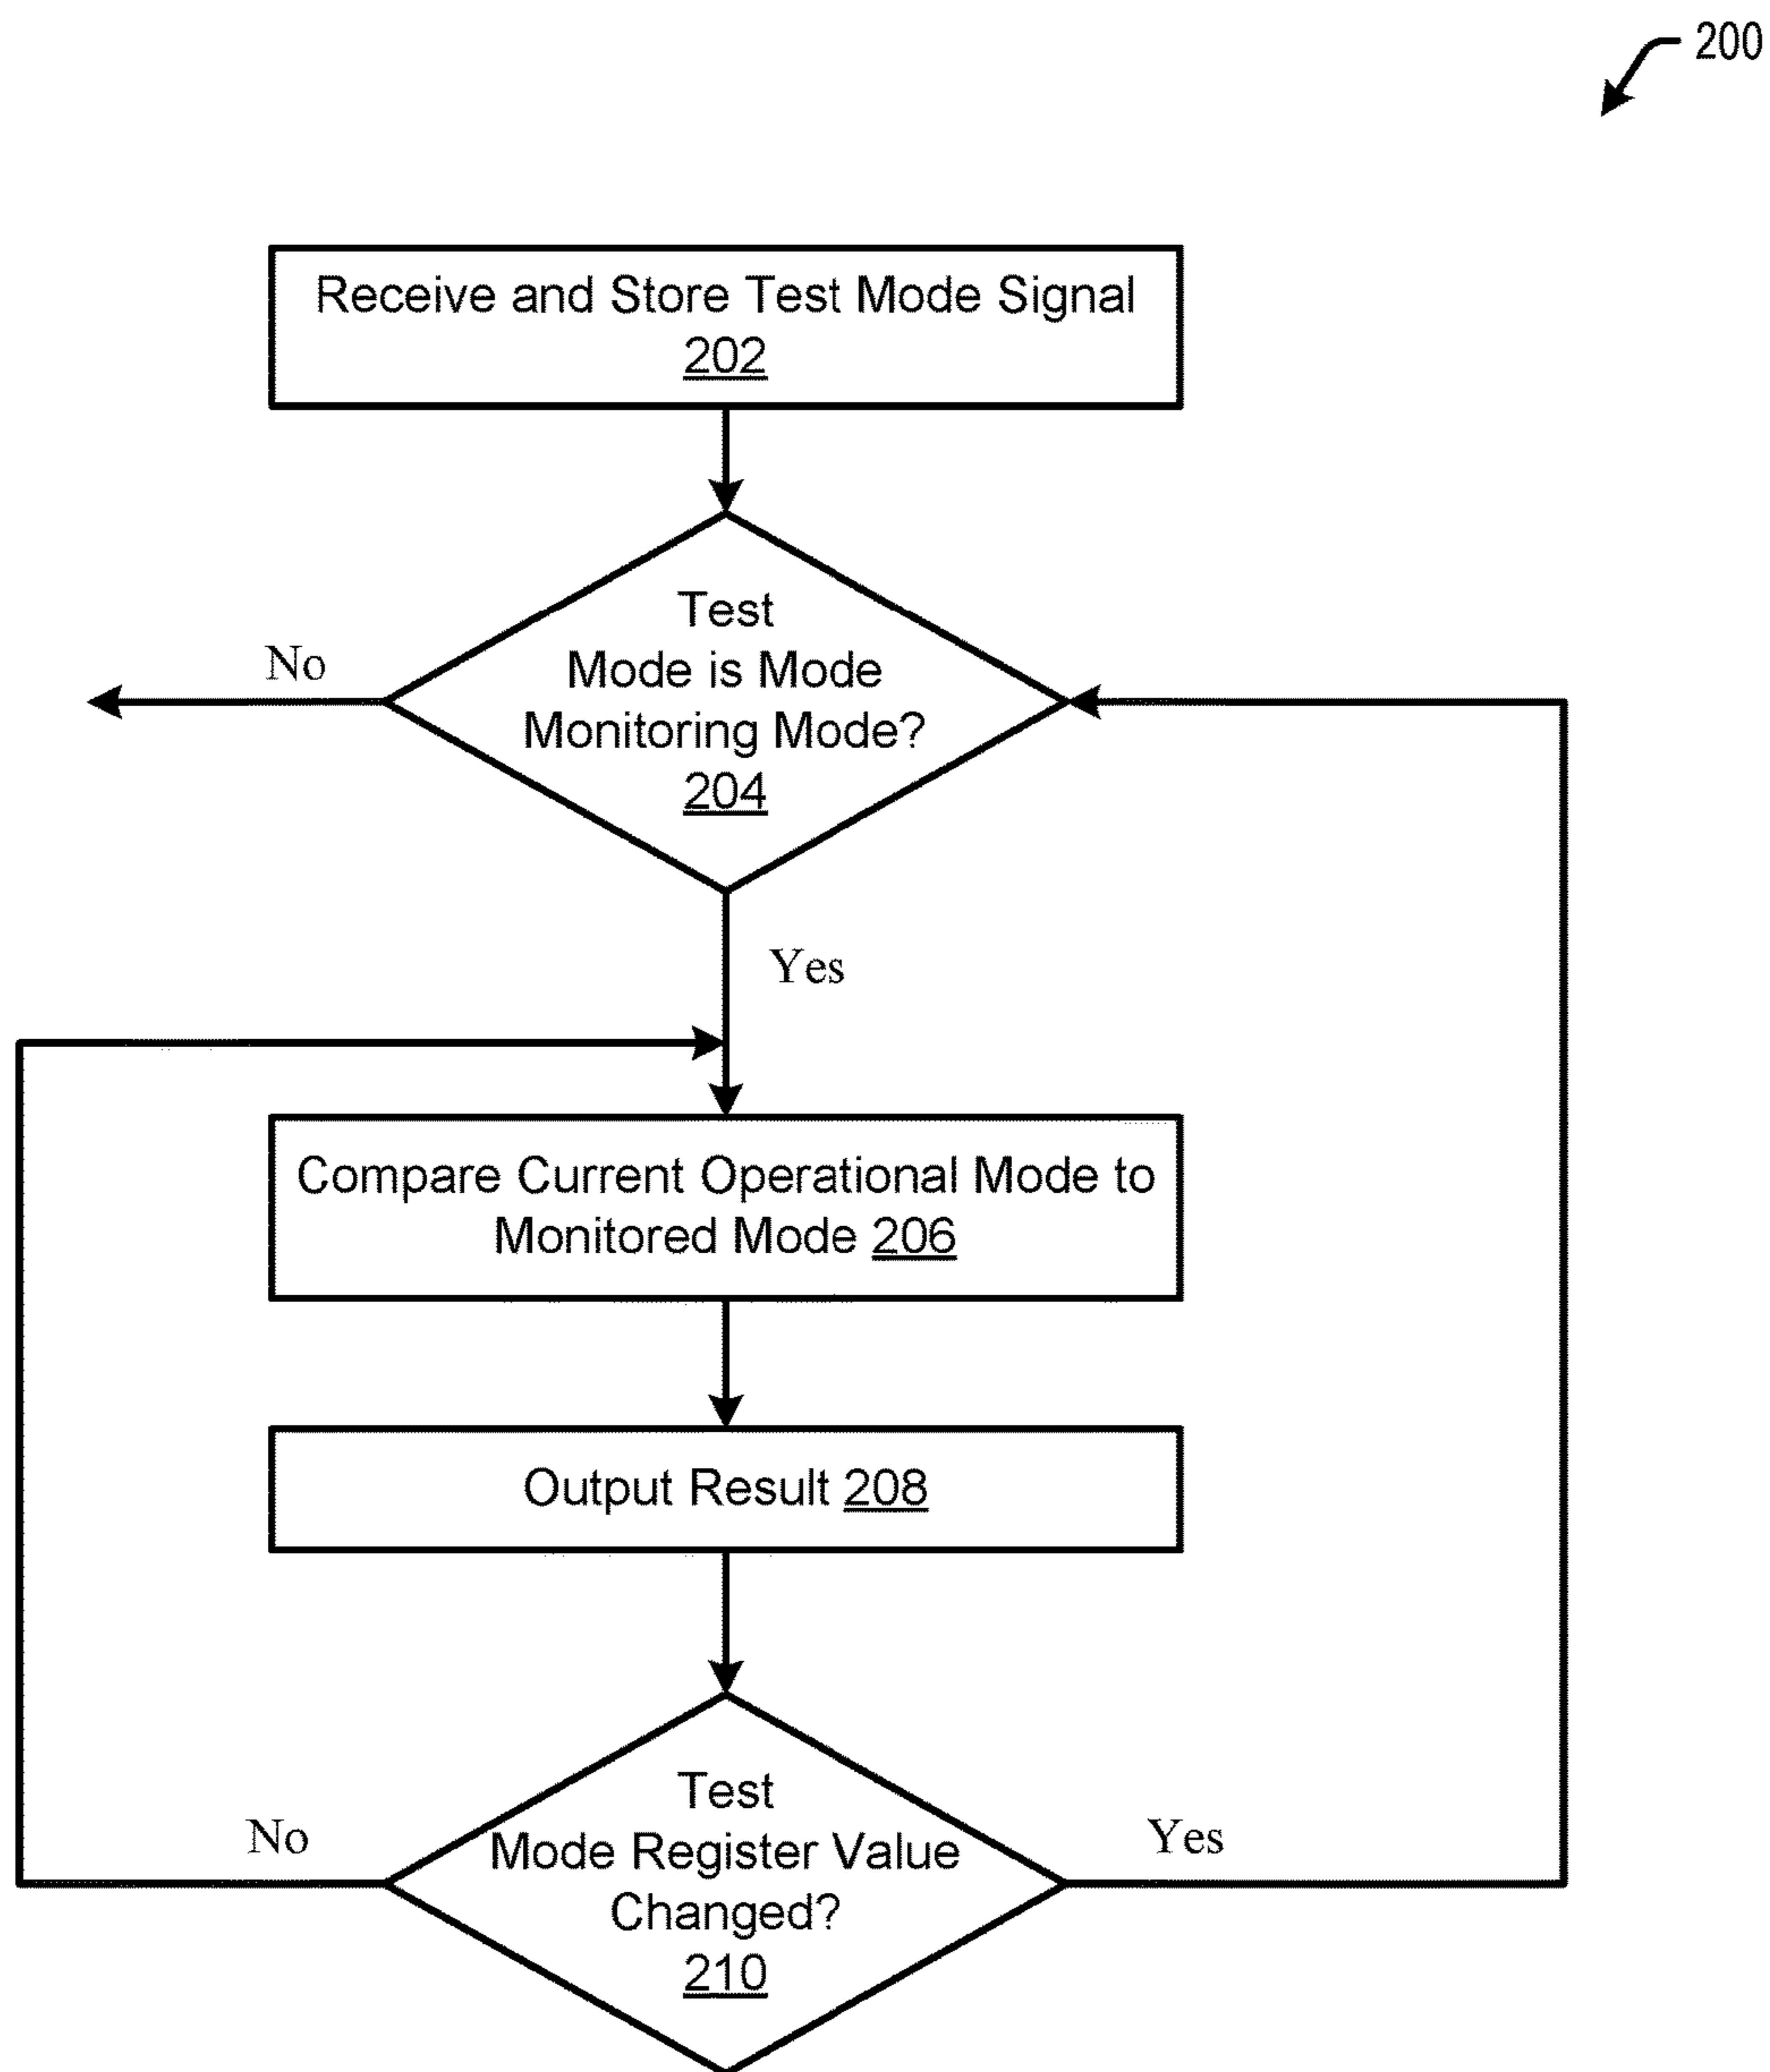 200
Receive and Store Test Mode Signal
202
Test
Mode is Mode
Monitoring Mode?
204
No
Yes
Compare Current Operational Mode to
Monitored Mode 206
Output Result 208
Test
Mode Register Value
Changed?
210
No
Yes